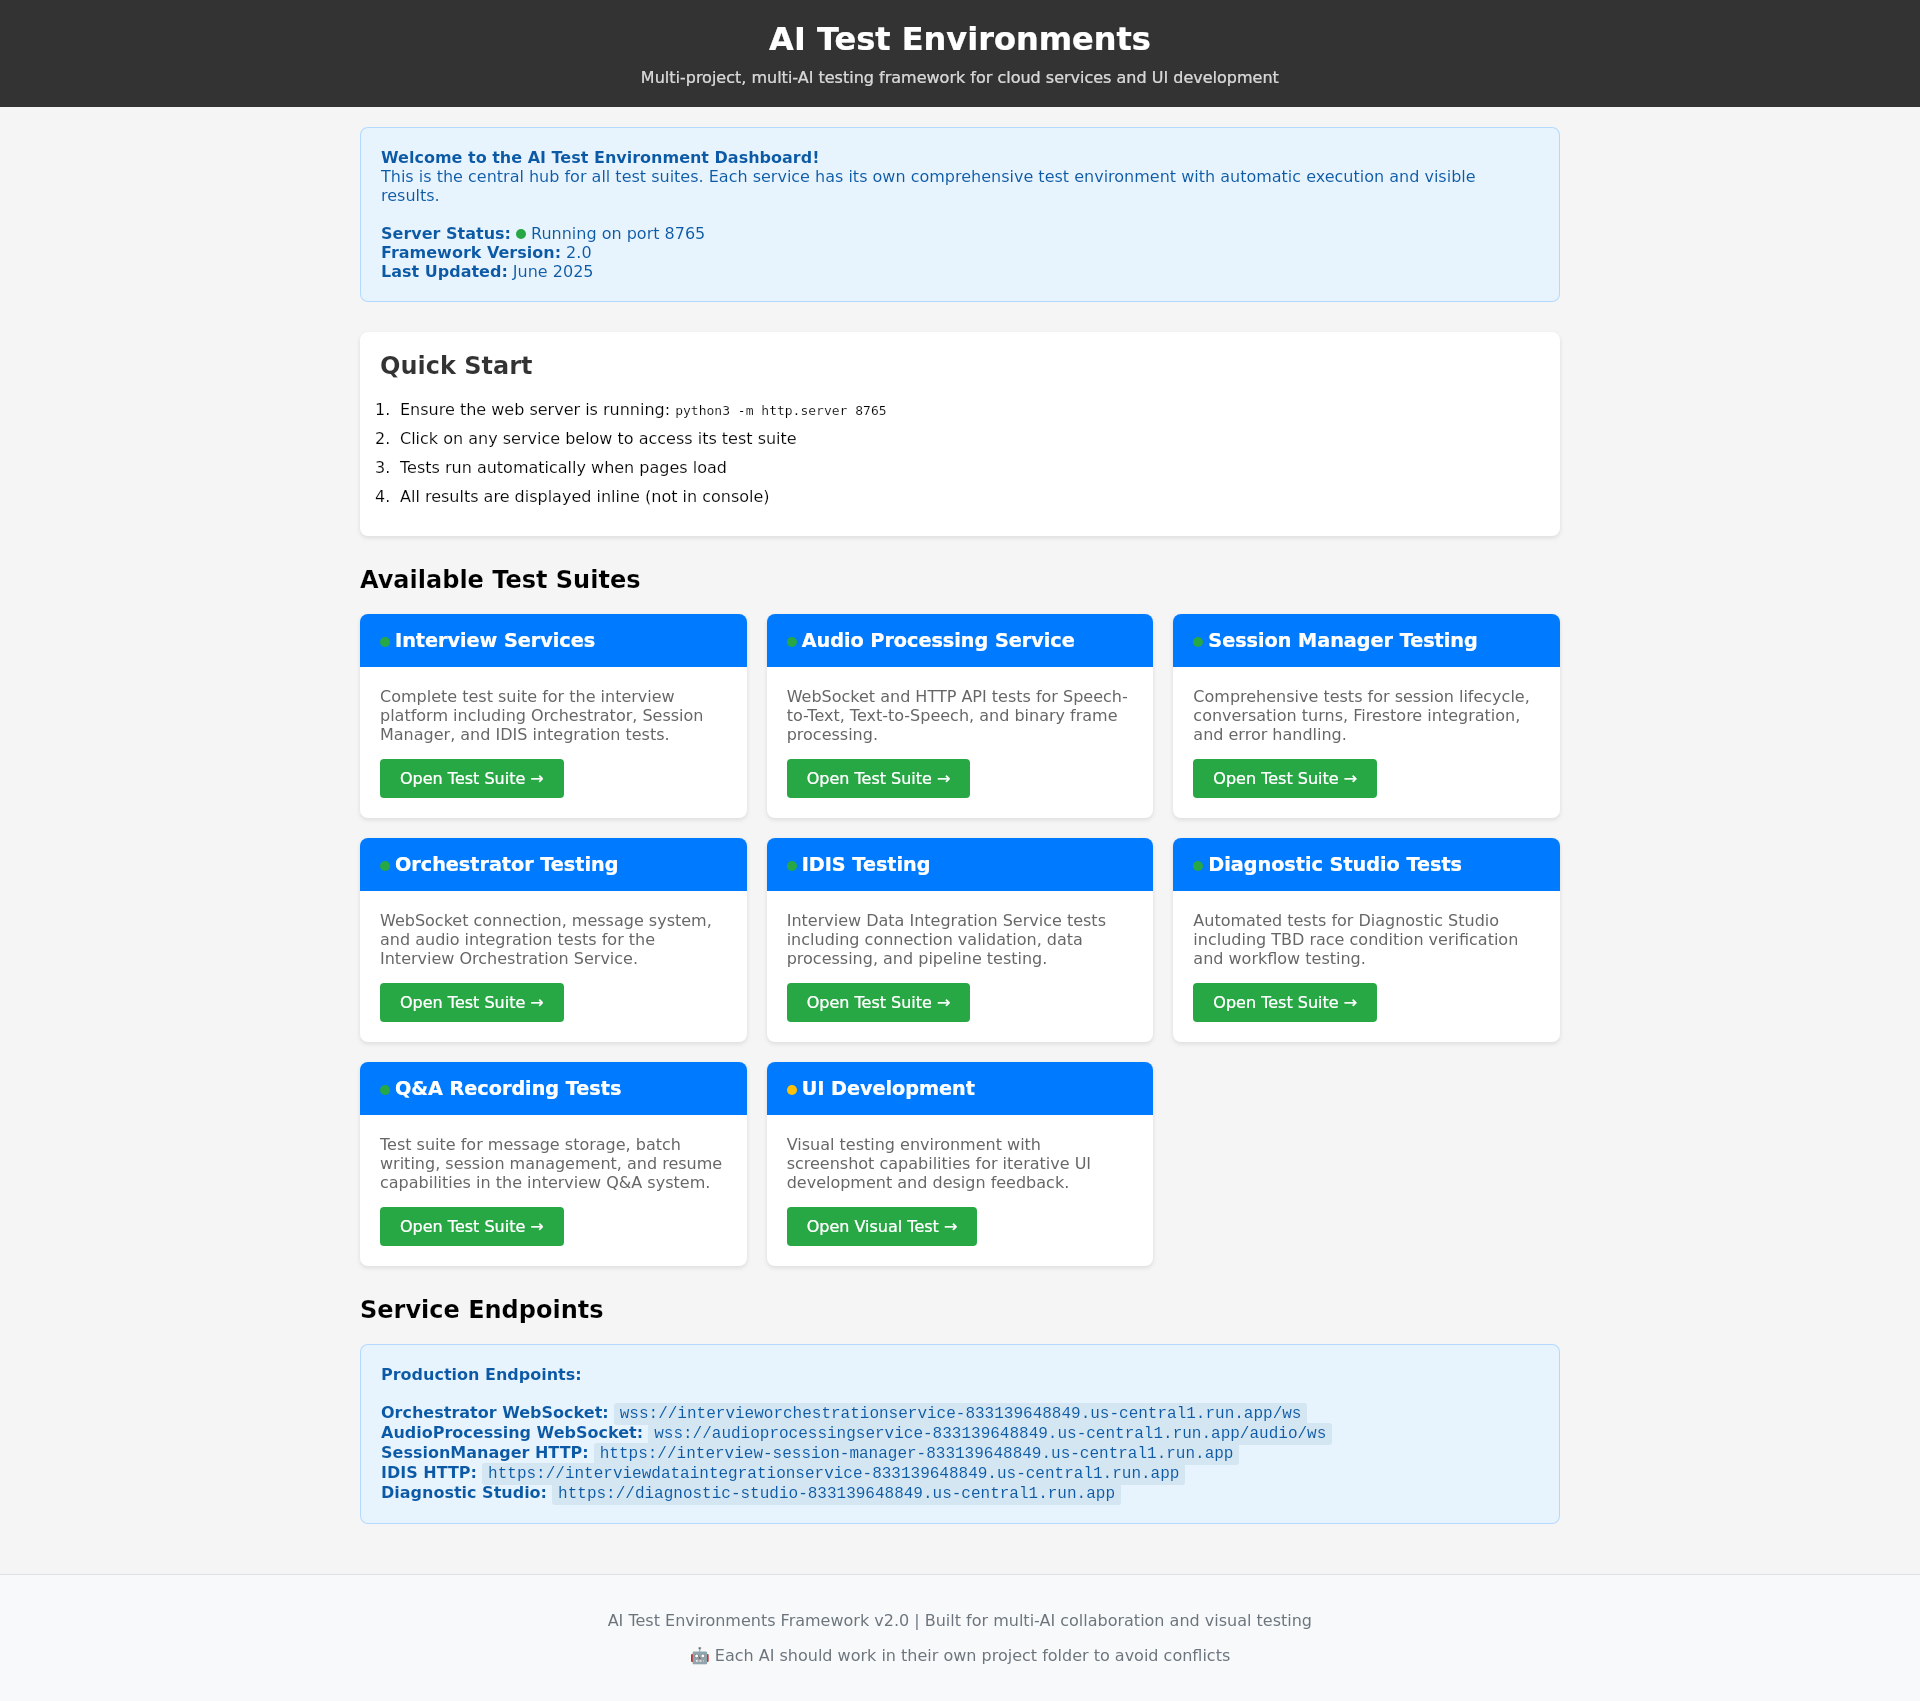 AI Test Environments
Multi-project, multi-AI testing framework for cloud services and UI development
Welcome to the AI Test Environment Dashboard!
This is the central hub for all test suites. Each service has its own comprehensive test environment with automatic execution and visible
results.
Server Status: Running on port 8765
Framework Version: 2.0
Last Updated: June 2025
Quick Start
1. Ensure the web server is running: python3 -m http.server 8765
2. Click on any service below to access its test suite
3. Tests run automatically when pages load
4. All results are displayed inline (not in console)
Available Test Suites
Interview Services
Complete test suite for the interview
platform including Orchestrator, Session
Manager, and IDIS integration tests.
Open Test Suite →
Audio Processing Service
WebSocket and HTTP API tests for Speech-
to-Text, Text-to-Speech, and binary frame
processing.
Open Test Suite →
Session Manager Testing
Comprehensive tests for session lifecycle,
conversation turns, Firestore integration,
and error handling.
Open Test Suite →
Orchestrator Testing
WebSocket connection, message system,
and audio integration tests for the
Interview Orchestration Service.
Open Test Suite →
IDIS Testing
Interview Data Integration Service tests
including connection validation, data
processing, and pipeline testing.
Open Test Suite →
Diagnostic Studio Tests
Automated tests for Diagnostic Studio
including TBD race condition verification
and workflow testing.
Open Test Suite →
Q&A Recording Tests
Test suite for message storage, batch
writing, session management, and resume
capabilities in the interview Q&A system.
Open Test Suite →
UI Development
Visual testing environment with
screenshot capabilities for iterative UI
development and design feedback.
Open Visual Test →
Service Endpoints
Production Endpoints:
Orchestrator WebSocket: wss://intervieworchestrationservice-833139648849.us-central1.run.app/ws
AudioProcessing WebSocket: wss://audioprocessingservice-833139648849.us-central1.run.app/audio/ws
SessionManager HTTP: https://interview-session-manager-833139648849.us-central1.run.app
IDIS HTTP: https://interviewdataintegrationservice-833139648849.us-central1.run.app
Diagnostic Studio: https://diagnostic-studio-833139648849.us-central1.run.app
AI Test Environments Framework v2.0 | Built for multi-AI collaboration and visual testing
🤖 Each AI should work in their own project folder to avoid conflicts